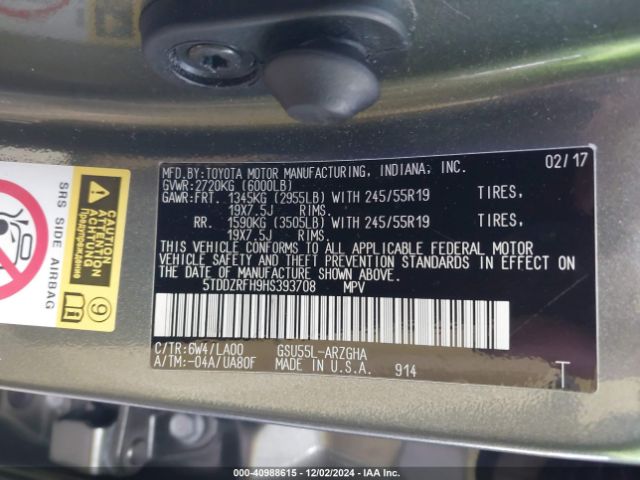 MFD.BY:TOYOTA MOTOR MANUFACTURING, INDIANA, INC. 02/17
GVWR:2720KG (6000LB)
GAWR:FRT. 1345KG (2955LB) WITH 245/55R19 TIRES,
19X7.5J RIMS.
RR. 1590KG (3505LB) WITH 245/55R19 TIRES,
19X7.5J RIMS.
THIS VEHICLE CONFORMS TO ALL APPLICABLE FEDERAL MOTOR
VEHICLE SAFETY AND THEFT PREVENTION STANDARDS IN EFFECT ON
THE DATE OF MANUFACTURE SHOWN ABOVE.
5TDDZRFH9HS393708 MPV
C/TR:6W4/LA00 GSU55L-ARZGHA
A/TM:-04A/UA80F MADE IN U.S.A. 914 T
SRS SIDE AIRBAG
ATTENTION
ACHTUNG
Предупреждение
9
000-40988615 - 12/02/2024 - IAA